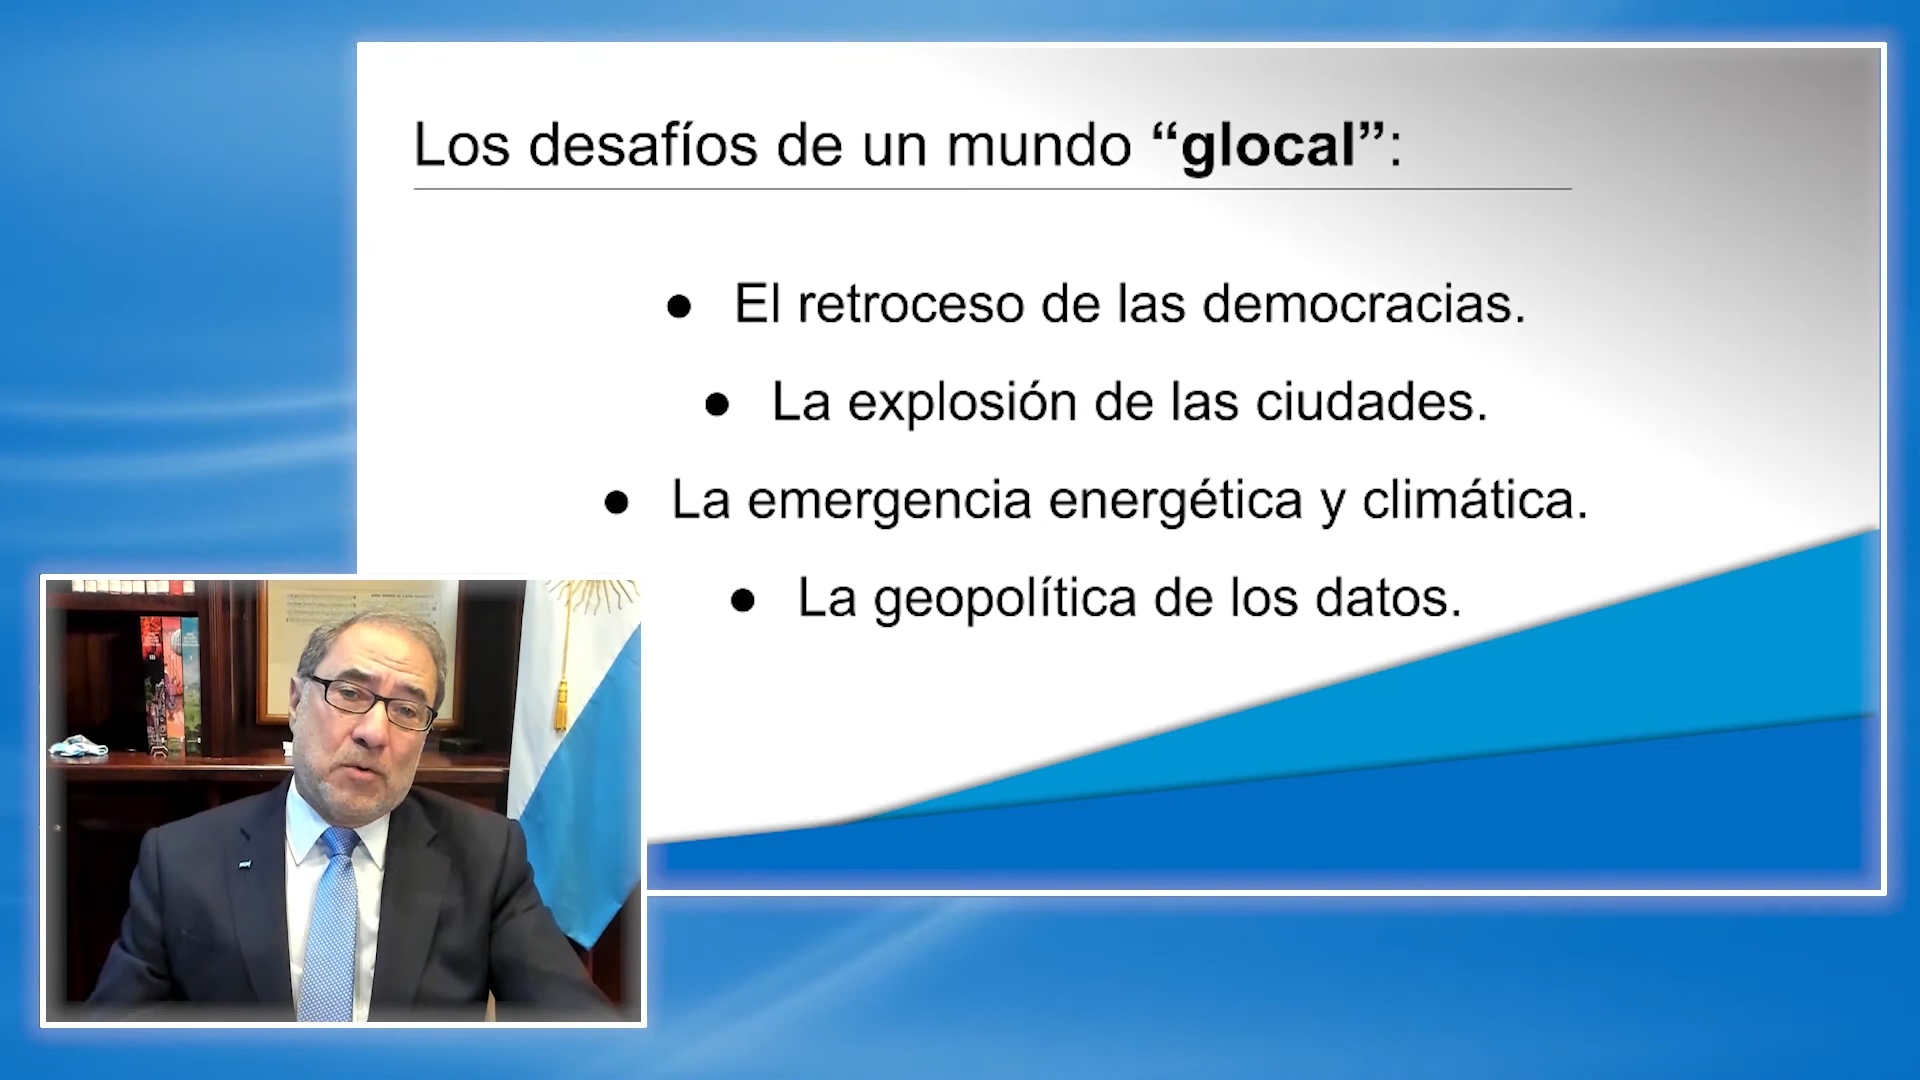 Los desafíos de un mundo “glocal”:
● El retroceso de las democracias.
● La explosión de las ciudades.
● La emergencia energética y climática.
● La geopolítica de los datos.